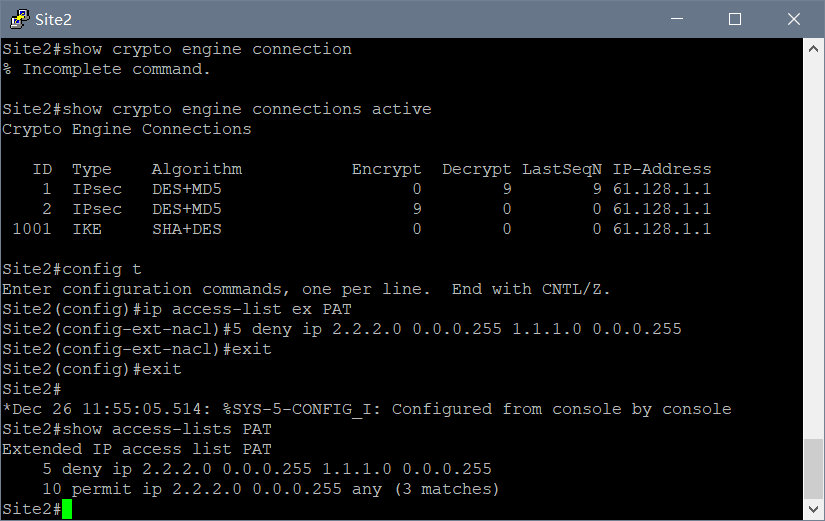 Site2
Site2#show crypto engine connection
% Incomplete command.
Site2#show crypto engine connections active
Crypto Engine Connections
   ID  Type    Algorithm           Encrypt  Decrypt LastSeqN IP-Address
    1  IPsec   DES+MD5                   0        9        9 61.128.1.1
    2  IPsec   DES+MD5                   9        0        0 61.128.1.1
 1001  IKE     SHA+DES                   0        0        0 61.128.1.1
Site2#config t
Enter configuration commands, one per line.  End with CNTL/Z.
Site2(config)#ip access-list ex PAT
Site2(config-ext-nacl)#5 deny ip 2.2.2.0 0.0.0.255 1.1.1.0 0.0.0.255
Site2(config-ext-nacl)#exit
Site2(config)#exit
Site2#
*Dec 26 11:55:05.514: %SYS-5-CONFIG_I: Configured from console by console
Site2#show access-lists PAT
Extended IP access list PAT
    5 deny ip 2.2.2.0 0.0.0.255 1.1.1.0 0.0.0.255
    10 permit ip 2.2.2.0 0.0.0.255 any (3 matches)
Site2#